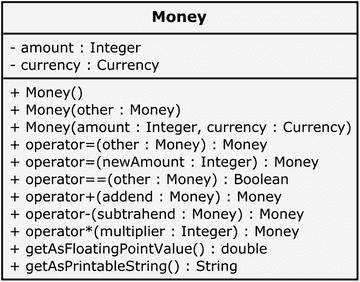 Money
- amount : Integer
- currency : Currency
+ Money()
+ Money(other : Money)
+ Money(amount : Integer, currency : Currency)
+ operator=(other : Money) : Money
+ operator=(newAmount : Integer) : Money
+ operator==(other : Money) : Boolean
+ operator+(addend : Money) : Money
+ operator-(subtrahend : Money) : Money
+ operator*(multiplier : Integer) : Money
+ getAsFloatingPointValue() : double
+ getAsPrintableString() : String